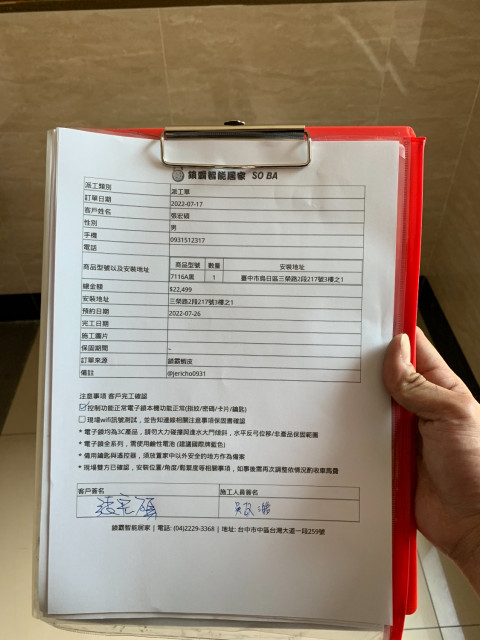 鎖霸智能居家 SO BA
派工類別 派工單
訂單日期 2022-07-17
客戶姓名 張宏碩
性別 男
手機 0931512317
電話
商品型號以及安裝地址 商品型號 數量 安裝地址
7116A黑 1 臺中市烏日區三榮路2段217號3樓之1
總金額 $22,499
安裝地址 三榮路2段217號3樓之1
預約日期 2022-07-26
完工日期
施工圖片
保固期間 –
訂單來源 鎖霸蝦皮
備註 @jericho0931
注意事項 客戶完工確認
控制功能正常電子鎖本機功能正常(指紋/密碼/卡片/鑰匙)
現場wifi訊號測試，並告知連線相關注意事項保固書確認
* 電子鎖均為3C產品，請勿大力碰撞與潑水大門傾斜，水平反弓位移/非產品保固範圍
* 電子鎖全系列，需使用鹼性電池 (建議國際牌藍色)
* 備用鑰匙與遙控器，須放置家中以外安全的地方作為備案
* 現場雙方已確認，安裝位置/角度/鬆緊度等相關事項，如事後需再次調整依情況酌收車馬費
客戶簽名 施工人員簽名
鎖霸智能居家 | 電話: (04)2229-3368 | 地址: 台中市中區台灣大道一段259號